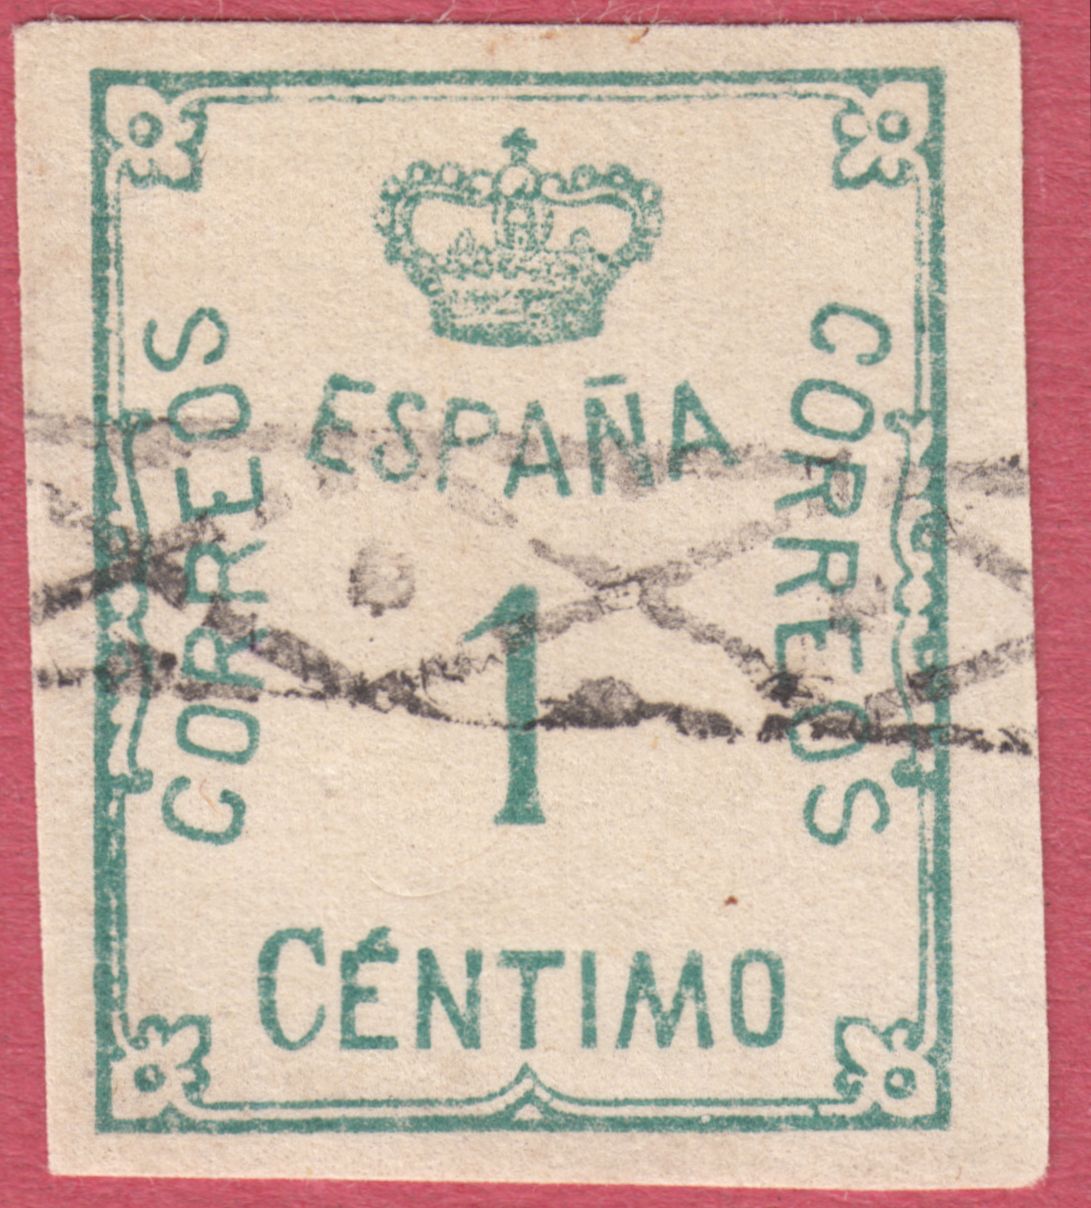 ESPAÑA
CORREOS
CORREOS
1
CÉNTIMO